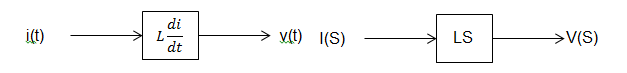 i(t) L di/dt v(t) I(S) LS V(S)